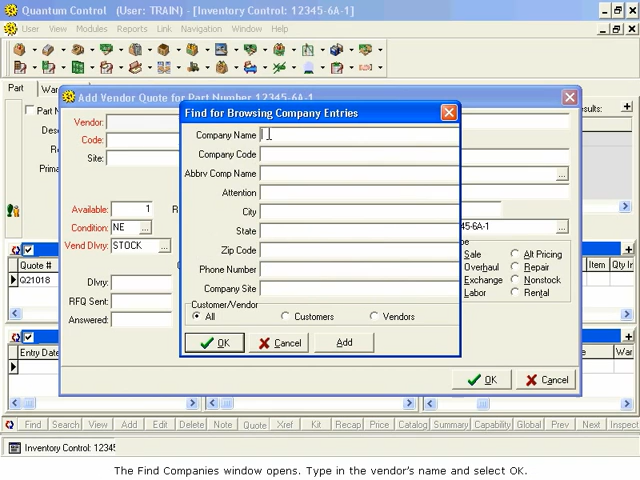 Quantum Control (User: TRAIN) - [Inventory Control: 12345-6A-1]
User View Modules Reports Link Navigation Window Help
Part
Add Vendor Quote for Part Number 12345-6A-1
Vendor:
Code:
Site:
Available: 1
Condition: NE ...
Vend Dlvry: STOCK ...
Dlvry:
RFQ Sent:
Answered:
Find for Browsing Company Entries
Company Name
Company Code
Abbrv Comp Name
Attention
City
State
Zip Code
Phone Number
Company Site
Customer/Vendor
All Customers Vendors
OK Cancel Add
45-6A-1 ...
Sale Alt Pricing
Overhaul Repair
Exchange Nonstock
Labor Rental
OK Cancel
Quote #
Q21018
Item Qty In
Entry Date
Find Search View Add Edit Delete Note Quote Xref Kit Recap Price Catalog Summary Capability Global Prev Next Inspect
Inventory Control: 1234
The Find Companies window opens. Type in the vendor's name and select OK.